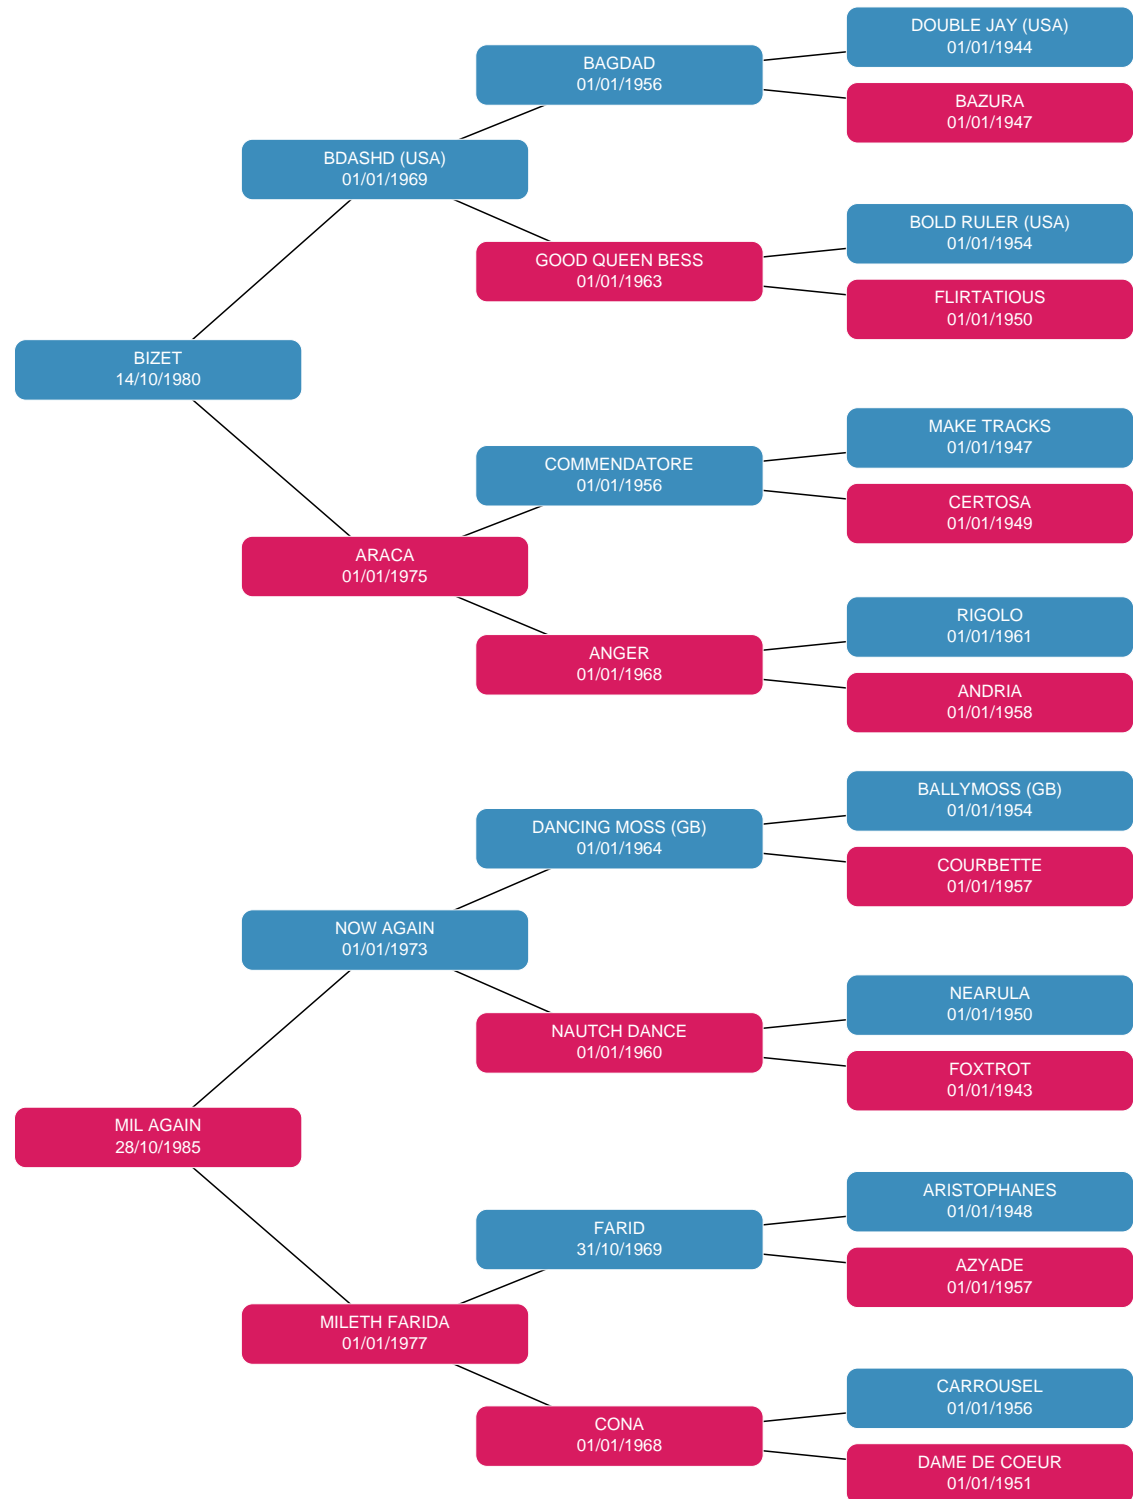 DOUBLE JAY (USA)
01/01/1944
BAGDAD
01/01/1956
BAZURA
01/01/1947
BDASHD (USA)
01/01/1969
BOLD RULER (USA)
01/01/1954
GOOD QUEEN BESS
01/01/1963
FLIRTATIOUS
01/01/1950
BIZET
14/10/1980
MAKE TRACKS
01/01/1947
COMMENDATORE
01/01/1956
CERTOSA
01/01/1949
ARACA
01/01/1975
RIGOLO
01/01/1961
ANGER
01/01/1968
ANDRIA
01/01/1958
BALLYMOSS (GB)
01/01/1954
DANCING MOSS (GB)
01/01/1964
COURBETTE
01/01/1957
NOW AGAIN
01/01/1973
NEARULA
01/01/1950
NAUTCH DANCE
01/01/1960
FOXTROT
01/01/1943
MIL AGAIN
28/10/1985
ARISTOPHANES
01/01/1948
FARID
31/10/1969
AZYADE
01/01/1957
MILETH FARIDA
01/01/1977
CARROUSEL
01/01/1956
CONA
01/01/1968
DAME DE COEUR
01/01/1951